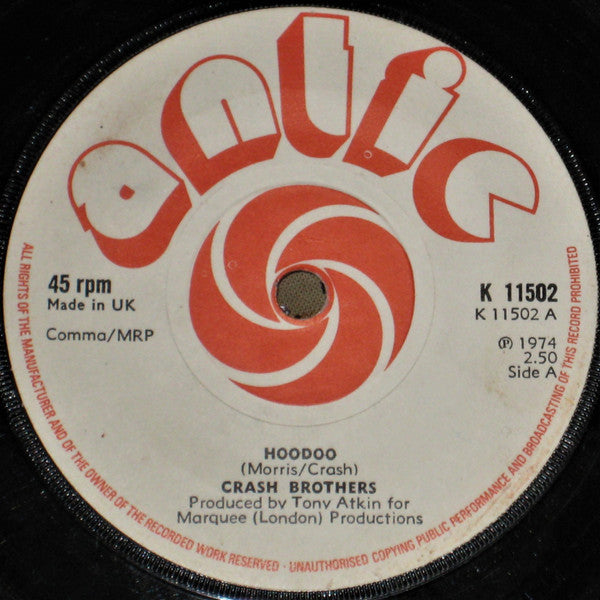 antic
45 rpm
Made in UK
Comma/MRP
K 11502
K 11502 A
℗ 1974
2.50
Side A
HOODOO
(Morris/Crash)
CRASH BROTHERS
Produced by Tony Atkin for
Marquee (London) Productions
ALL RIGHTS OF THE MANUFACTURER AND OF THE OWNER OF THE RECORDED WORK RESERVED · UNAUTHORISED COPYING PUBLIC PERFORMANCE AND BROADCASTING OF THIS RECORD PROHIBITED